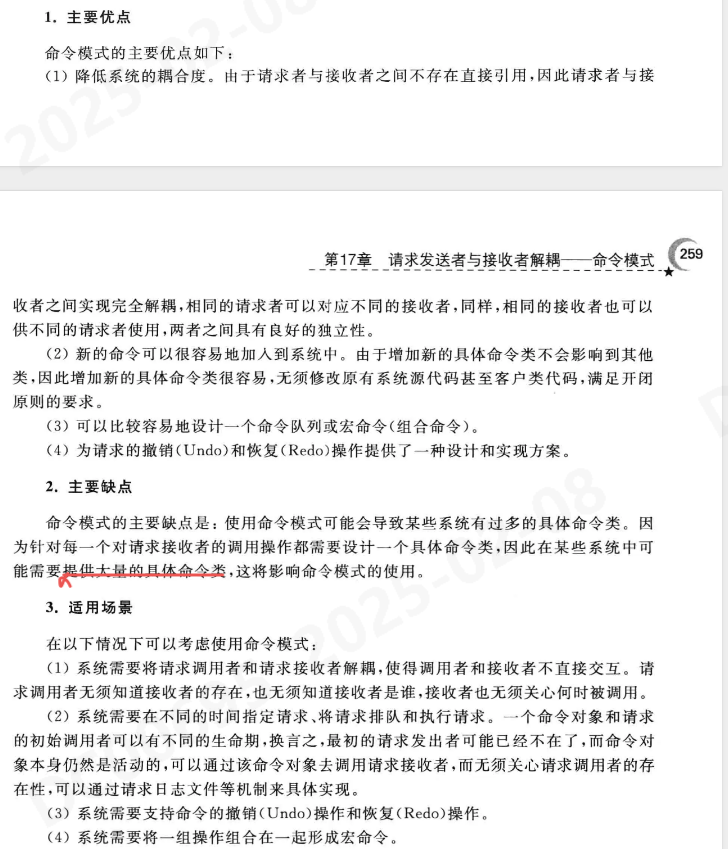 1. 主要优点
命令模式的主要优点如下：
(1) 降低系统的耦合度。由于请求者与接收者之间不存在直接引用,因此请求者与接
第17章 请求发送者与接收者解耦——命令模式
259
收者之间实现完全解耦,相同的请求者可以对应不同的接收者,同样,相同的接收者也可以
供不同的请求者使用,两者之间具有良好的独立性。
(2) 新的命令可以很容易地加入到系统中。由于增加新的具体命令类不会影响到其他
类,因此增加新的具体命令类很容易,无须修改原有系统源代码甚至客户类代码,满足开闭
原则的要求。
(3) 可以比较容易地设计一个命令队列或宏命令(组合命令)。
(4) 为请求的撤销(Undo)和恢复(Redo)操作提供了一种设计和实现方案。
2. 主要缺点
命令模式的主要缺点是：使用命令模式可能会导致某些系统有过多的具体命令类。因
为针对每一个对请求接收者的调用操作都需要设计一个具体命令类,因此在某些系统中可
能需要提供大量的具体命令类,这将影响命令模式的使用。
3. 适用场景
在以下情况下可以考虑使用命令模式：
(1) 系统需要将请求调用者和请求接收者解耦,使得调用者和接收者不直接交互。请
求调用者无须知道接收者的存在,也无须知道接收者是谁,接收者也无须关心何时被调用。
(2) 系统需要在不同的时间指定请求、将请求排队和执行请求。一个命令对象和请求
的初始调用者可以有不同的生命期,换言之,最初的请求发出者可能已经不在了,而命令对
象本身仍然是活动的,可以通过该命令对象去调用请求接收者,而无须关心请求调用者的存
在性,可以通过请求日志文件等机制来具体实现。
(3) 系统需要支持命令的撤销(Undo)操作和恢复(Redo)操作。
(4) 系统需要将一组操作组合在一起形成宏命令。